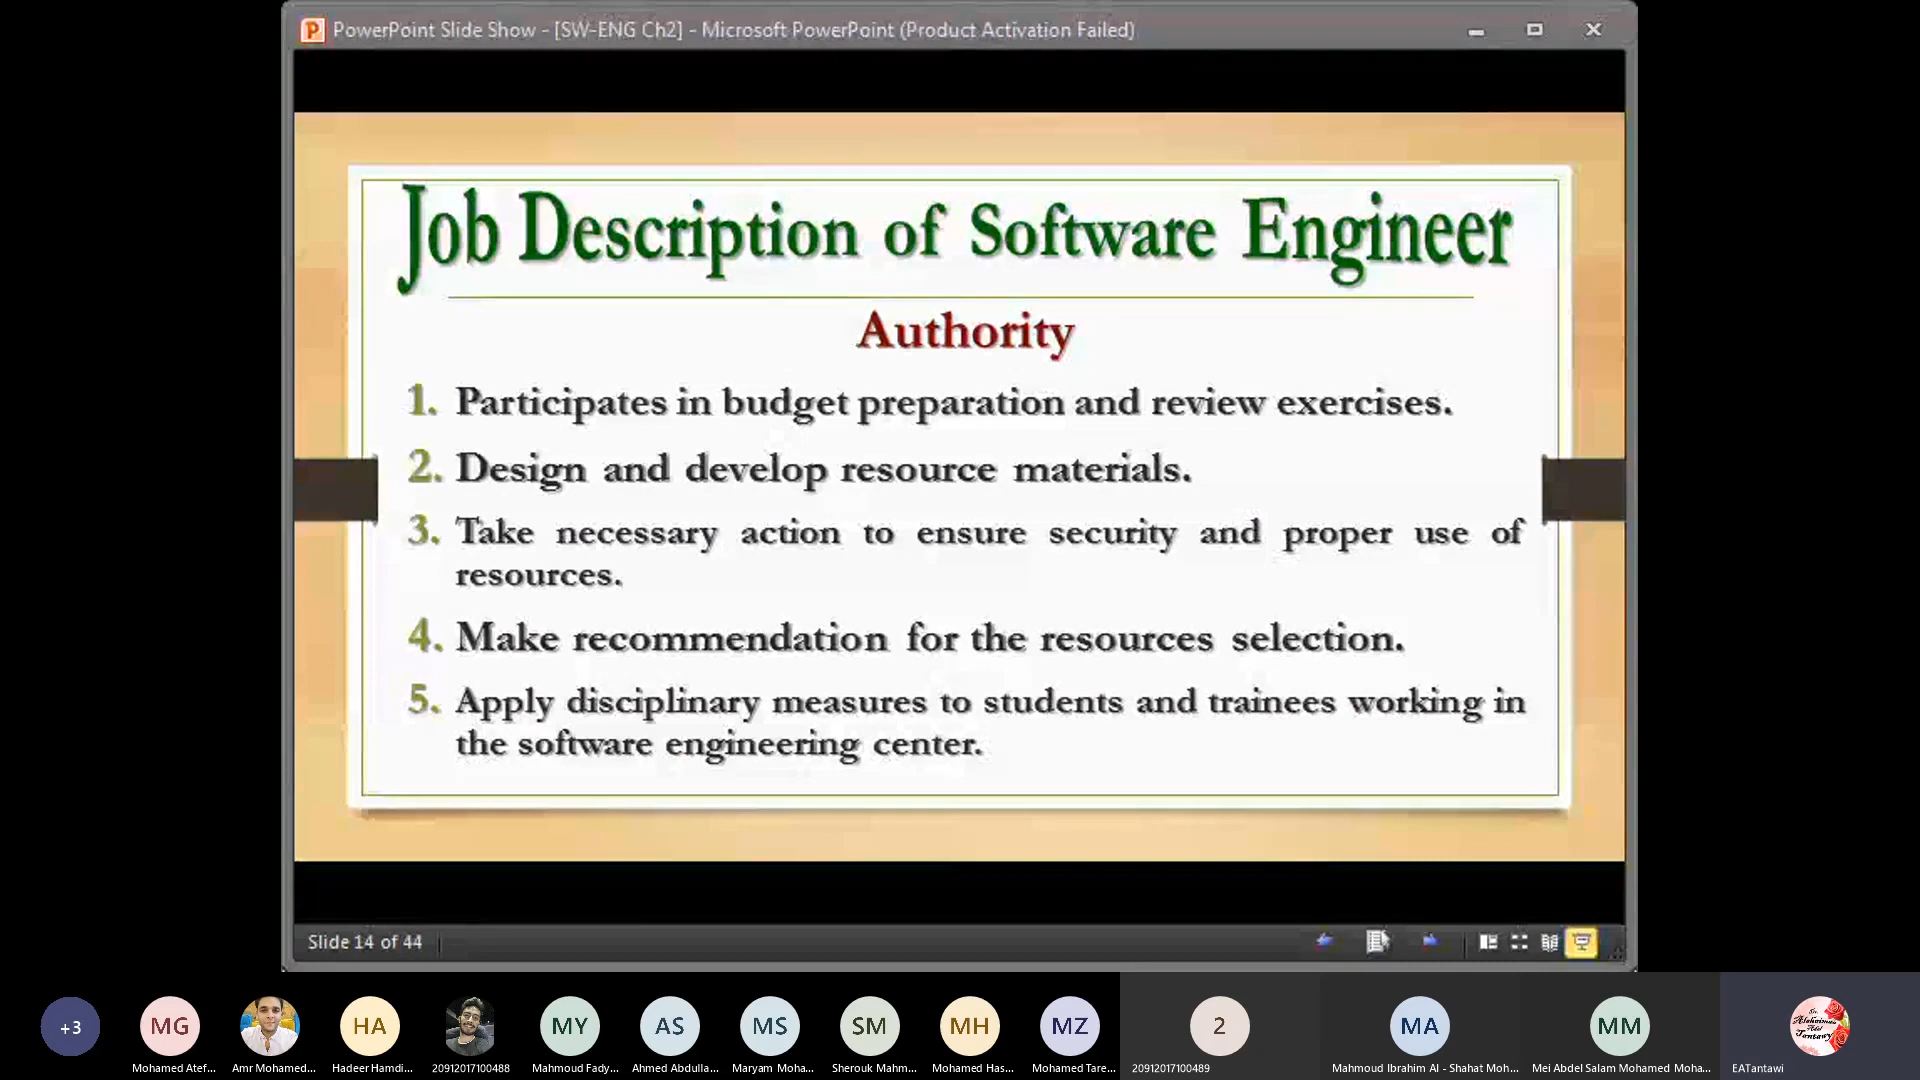 PowerPoint Slide Show - [SW-ENG Ch2] - Microsoft PowerPoint (Product Activation Failed)
Job Description of Software Engineer
Authority
1. Participates in budget preparation and review exercises.
2. Design and develop resource materials.
3. Take necessary action to ensure security and proper use of
resources.
4. Make recommendation for the resources selection.
5. Apply disciplinary measures to students and trainees working in
the software engineering center.
Slide 14 of 44
+3 MG HA MY AS MS SM MH MZ 2 MA MM
Mohamed Atef... Amr Mohamed... Hadeer Hamdi... 20912017100488 Mahmoud Fady... Ahmed Abdulla... Maryam Moha... Sherouk Mahm... Mohamed Has... Mohamed Tare... 20912017100489 Mahmoud Ibrahim Al - Shahat Moh... Mei Abdel Salam Mohamed Moha... EATantawi